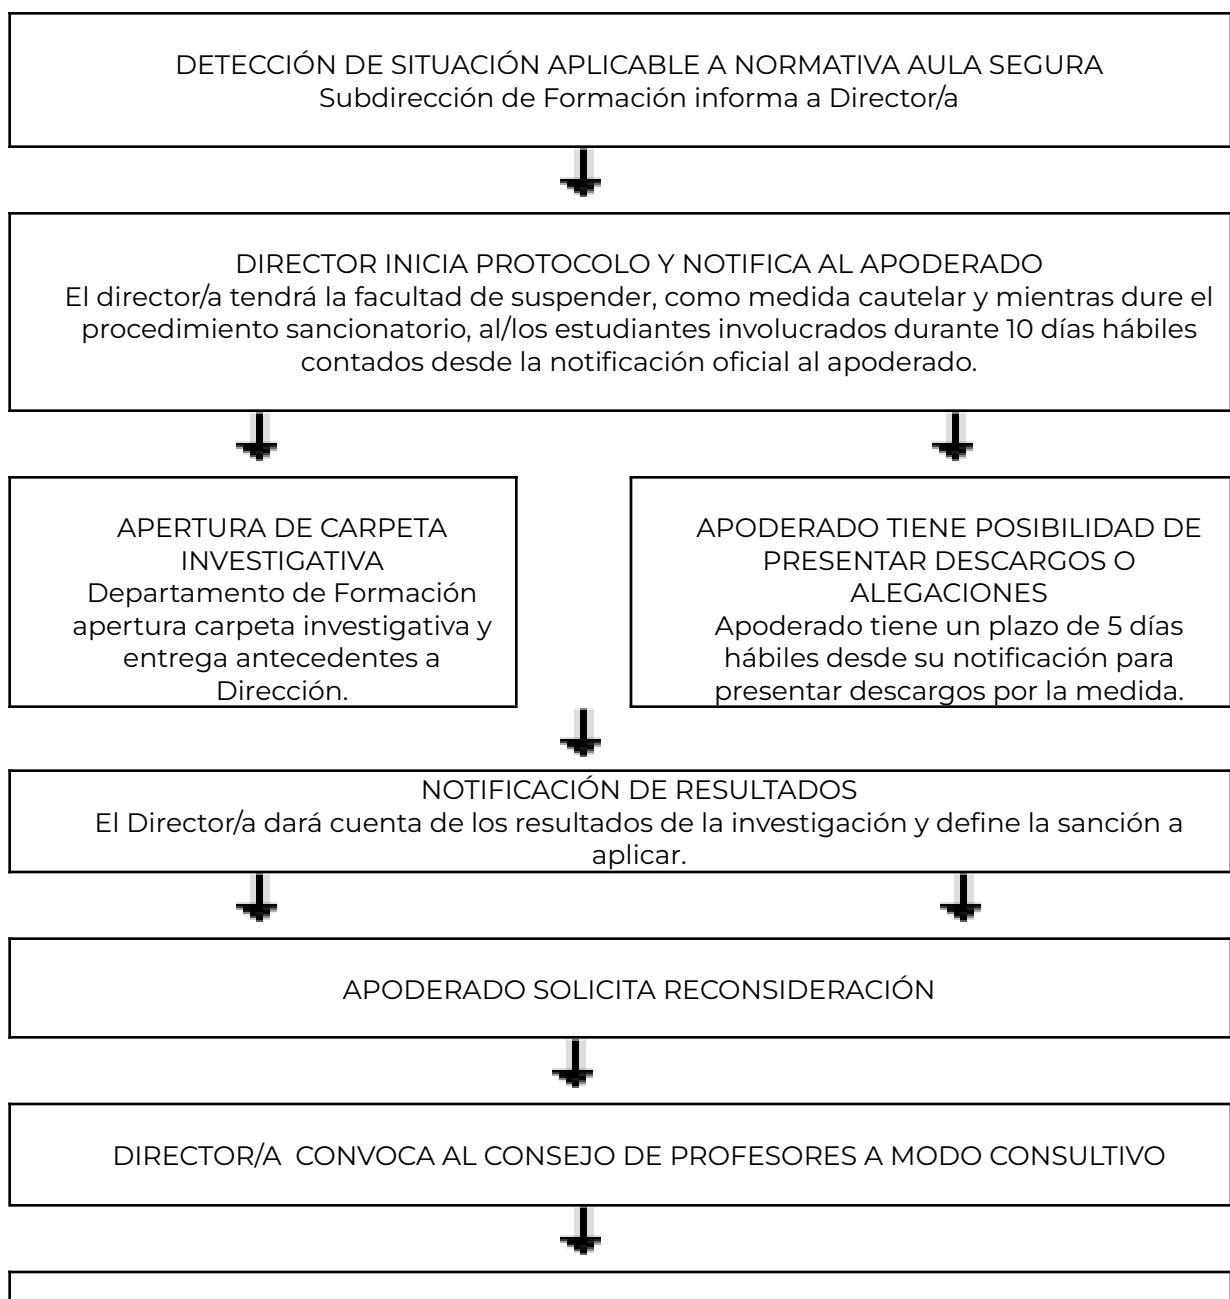 DETECCIÓN DE SITUACIÓN APLICABLE A NORMATIVA AULA SEGURA
Subdirección de Formación informa a Director/a
DIRECTOR INICIA PROTOCOLO Y NOTIFICA AL APODERADO
El director/a tendrá la facultad de suspender, como medida cautelar y mientras dure el
procedimiento sancionatorio, al/los estudiantes involucrados durante 10 días hábiles
contados desde la notificación oficial al apoderado.
APERTURA DE CARPETA
INVESTIGATIVA
Departamento de Formación
apertura carpeta investigativa y
entrega antecedentes a
Dirección.
APODERADO TIENE POSIBILIDAD DE
PRESENTAR DESCARGOS O
ALEGACIONES
Apoderado tiene un plazo de 5 días
hábiles desde su notificación para
presentar descargos por la medida.
NOTIFICACIÓN DE RESULTADOS
El Director/a dará cuenta de los resultados de la investigación y define la sanción a
aplicar.
APODERADO SOLICITA RECONSIDERACIÓN
DIRECTOR/A  CONVOCA AL CONSEJO DE PROFESORES A MODO CONSULTIVO